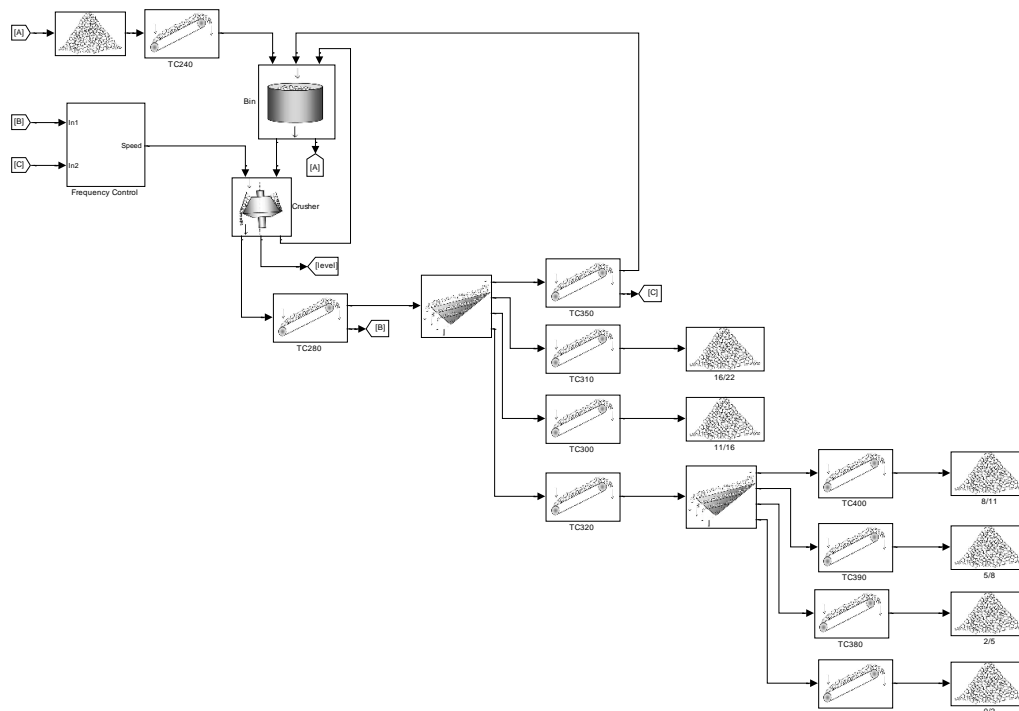 [A]
TC240
Bin
[B]
In1
Speed
[C]
In2
[A]
Frequency Control
Crusher
[level]
[C]
TC350
[B]
TC280
TC310
16/22
TC300
11/16
TC400
8/11
TC320
TC390
5/8
TC380
2/5